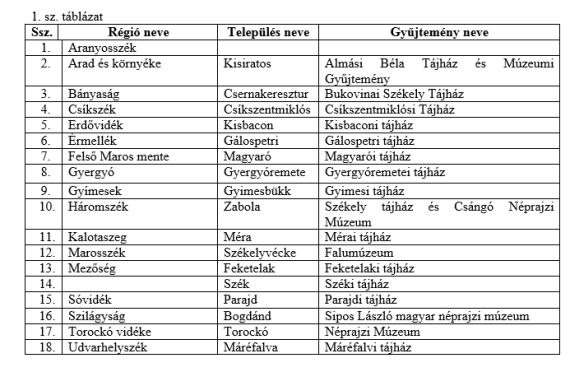 1. sz. táblázat
Ssz. Régió neve Település neve Gyűjtemény neve
1. Aranyosszék
2. Arad és környéke Kisiratos Almási Béla Tájház és Múzeumi
Gyűjtemény
3. Bányaság Csernakeresztur Bukovinai Székely Tájház
4. Csíkszék Csíkszentmiklós Csíkszentmiklósi Tájház
5. Erdővidék Kisbacon Kisbaconi tájház
6. Érmellék Gálospetri Gálospetri tájház
7. Felső Maros mente Magyaró Magyarói tájház
8. Gyergyó Gyergyóremete Gyergyóremetei tájház
9. Gyímesek Gyimesbükk Gyimesi tájház
10. Háromszék Zabola Székely tájház és Csángó Néprajzi
Múzeum
11. Kalotaszeg Méra Mérai tájház
12. Marosszék Székelyvécke Falumúzeum
13. Mezőség Feketelak Feketelaki tájház
14. Szék Széki tájház
15. Sóvidék Parajd Parajdi tájház
16. Szilágyság Bogdánd Sipos László magyar néprajzi múzeum
17. Torockó vidéke Torockó Néprajzi Múzeum
18. Udvarhelyszék Máréfalva Máréfalvi tájház